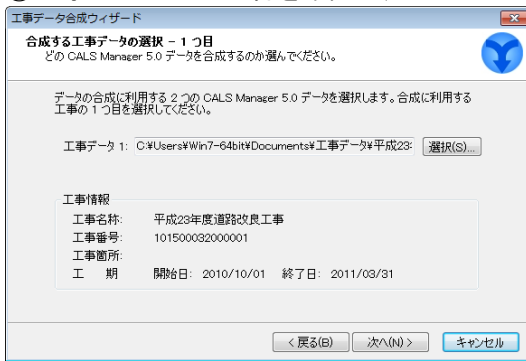 工事データ合成ウィザード
合成する工事データの選択 - 1 つ目
どの CALS Manager 5.0 データを合成するのか選んでください。
データの合成に利用する 2 つの CALS Manager 5.0 データを選択します。合成に利用する
工事の 1 つ目を選択してください。
工事データ 1: C:¥Users¥Win7-64bit¥Documents¥工事データ¥平成23 選択(S)...
工事情報
工事名称: 平成23年度道路改良工事
工事番号: 101500032000001
工事箇所:
工 期 開始日: 2010/10/01 終了日: 2011/03/31
< 戻る(B) 次へ(N) > キャンセル